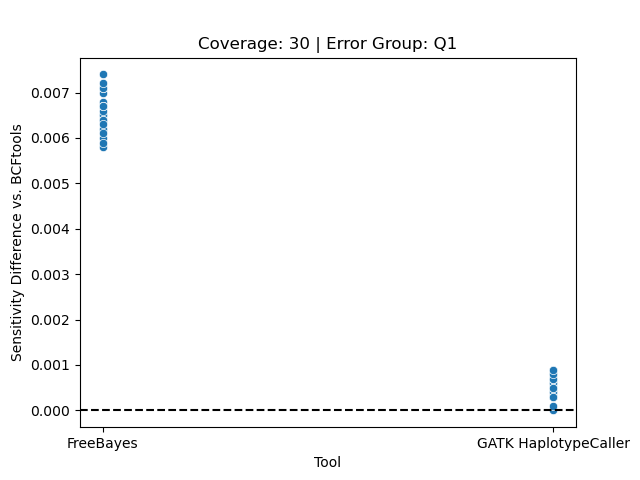 Coverage: 30 | Error Group: Q1
Sensitivity Difference vs. BCFtools
0.007
0.006
0.005
0.004
0.003
0.002
0.001
0.000
FreeBayes
GATK HaplotypeCaller
Tool